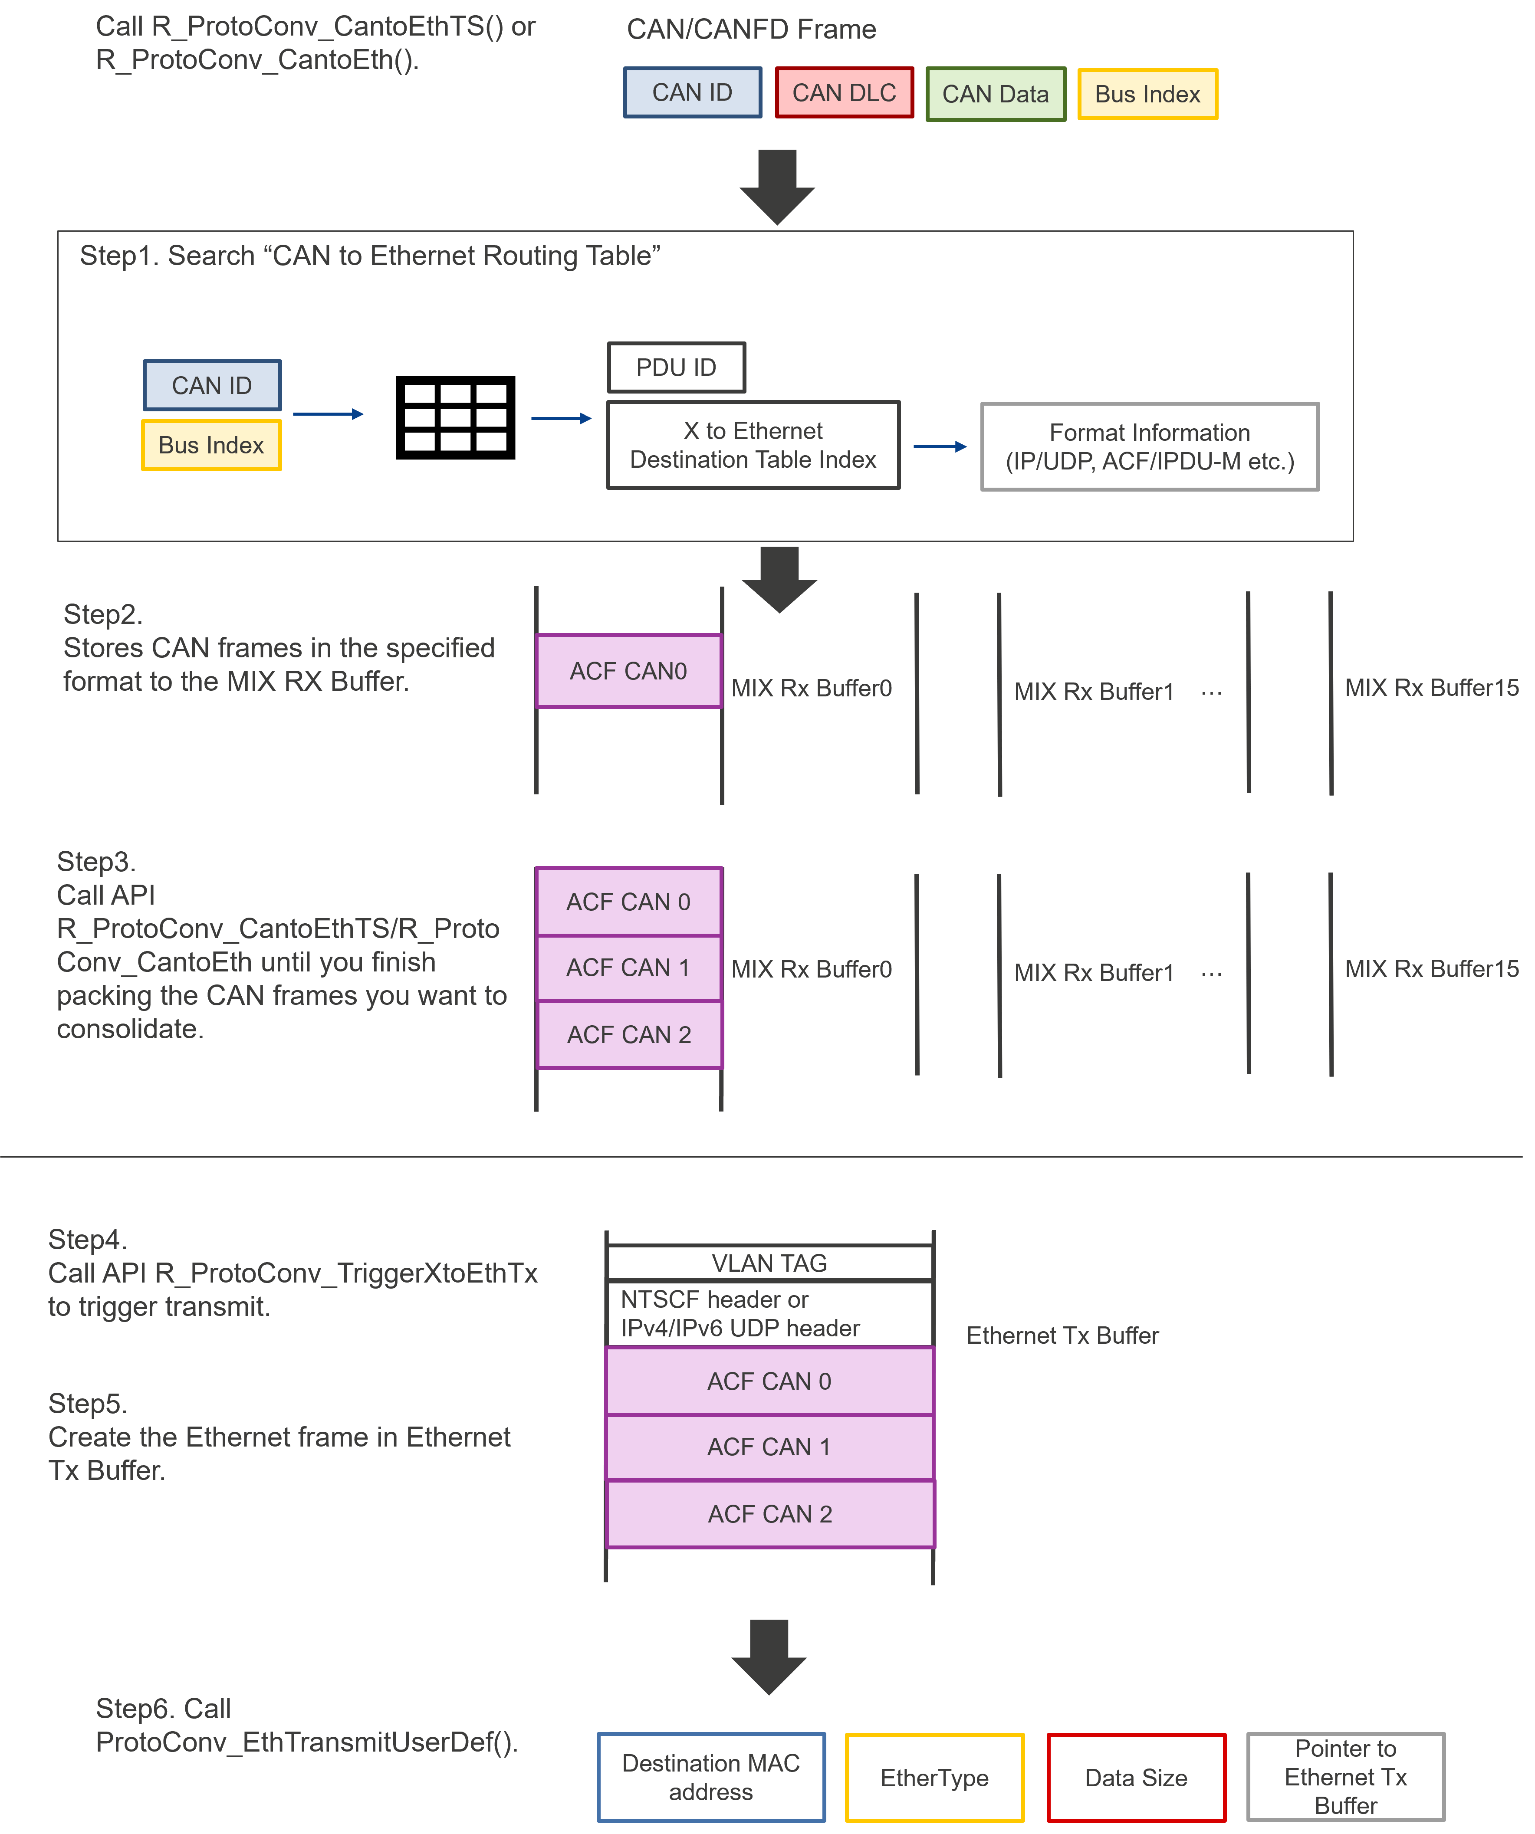 Call R_ProtoConv_CantoEthTS() or
R_ProtoConv_CantoEth().
CAN/CANFD Frame
CAN ID
CAN DLC
CAN Data
Bus Index
Step1. Search “CAN to Ethernet Routing Table”
CAN ID
Bus Index
PDU ID
X to Ethernet
Destination Table Index
Format Information
(IP/UDP, ACF/IPDU-M etc.)
Step2.
Stores CAN frames in the specified
format to the MIX RX Buffer.
ACF CAN0
MIX Rx Buffer0
MIX Rx Buffer1
...
MIX Rx Buffer15
Step3.
Call API
R_ProtoConv_CantoEthTS/R_Proto
Conv_CantoEth until you finish
packing the CAN frames you want to
consolidate.
ACF CAN 0
ACF CAN 1
ACF CAN 2
MIX Rx Buffer0
MIX Rx Buffer1
...
MIX Rx Buffer15
Step4.
Call API R_ProtoConv_TriggerXtoEthTx
to trigger transmit.
Step5.
Create the Ethernet frame in Ethernet
Tx Buffer.
VLAN TAG
NTSCF header or
IPv4/IPv6 UDP header
ACF CAN 0
ACF CAN 1
ACF CAN 2
Ethernet Tx Buffer
Step6. Call
ProtoConv_EthTransmitUserDef().
Destination MAC
address
EtherType
Data Size
Pointer to
Ethernet Tx
Buffer